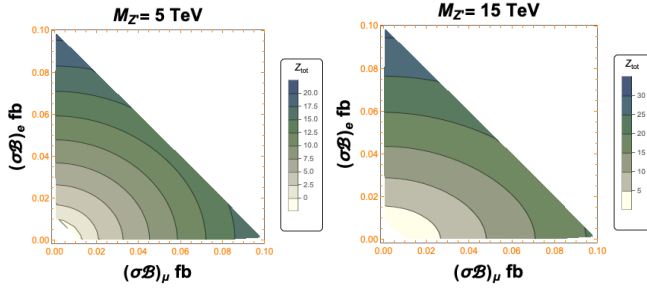 M_Z' = 5 TeV
0.10
0.08
0.06
0.04
0.02
0.00
(σℬ)_e fb
0.00 0.02 0.04 0.06 0.08 0.10
(σℬ)_μ fb
Z_tot
20.0
17.5
15.0
12.5
10.0
7.5
5.0
2.5
0
M_Z' = 15 TeV
0.10
0.08
0.06
0.04
0.02
0.00
(σℬ)_e fb
0.00 0.02 0.04 0.06 0.08 0.10
(σℬ)_μ fb
Z_tot
35
30
25
20
15
10
5